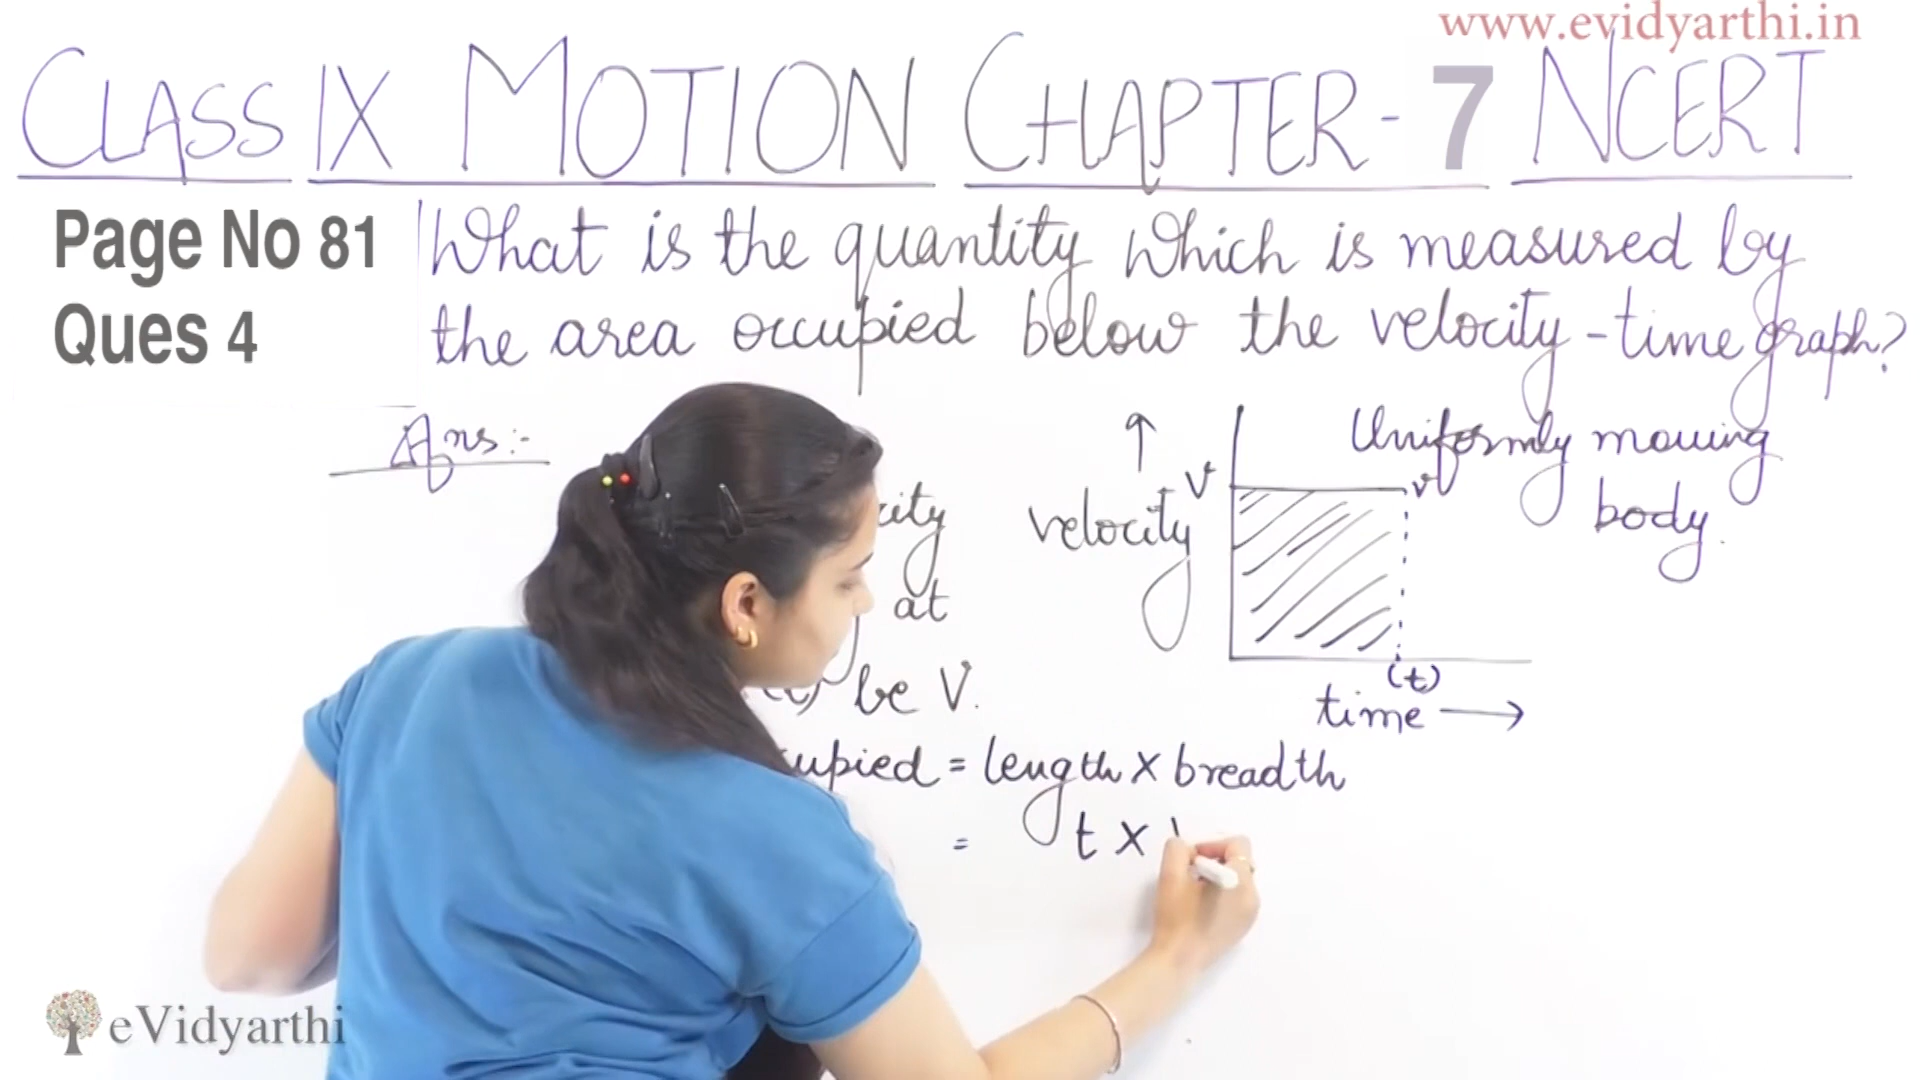 www.evidyarthi.in
CLASS IX MOTION CHAPTER - 7 NCERT
Page No 81
Ques 4
What is the quantity which is measured by
the area occupied below the velocity - time graph?
Ans:-
at
be V.
= length x breadth
= t x
↑
velocity
V
v
Uniformly moving
body.
(t)
time →
eVidyarthi